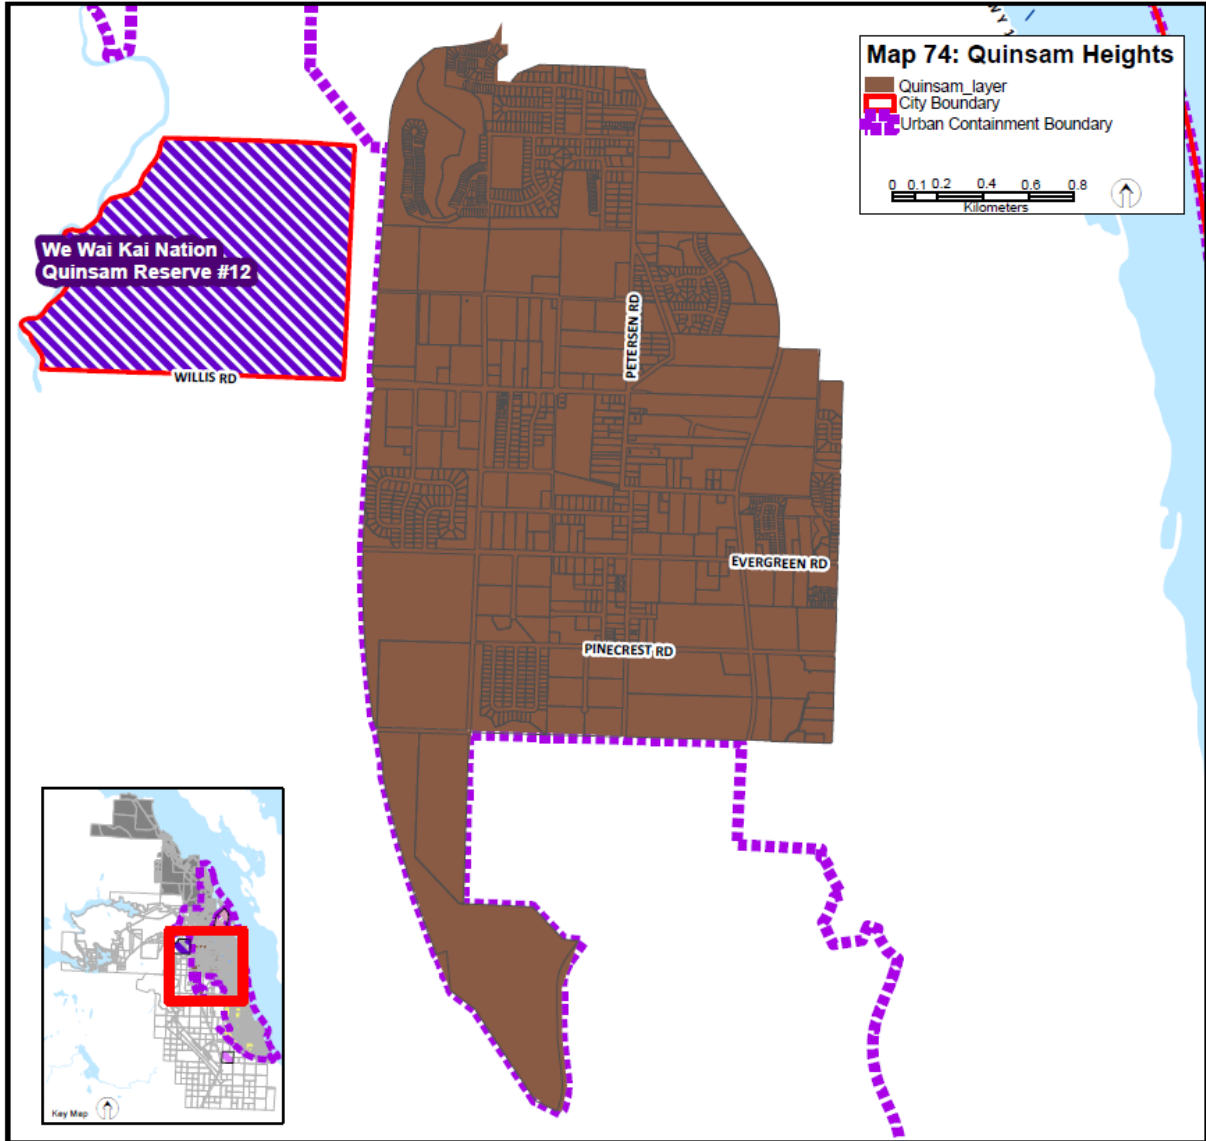 WY 1
Map 74: Quinsam Heights
Quinsam_layer
City Boundary
Urban Containment Boundary
0 0.1 0.2 0.4 0.6 0.8
Kilometers
We Wai Kai Nation
Quinsam Reserve #12
WILLIS RD
PETERSEN RD
EVERGREEN RD
PINECREST RD
Key Map